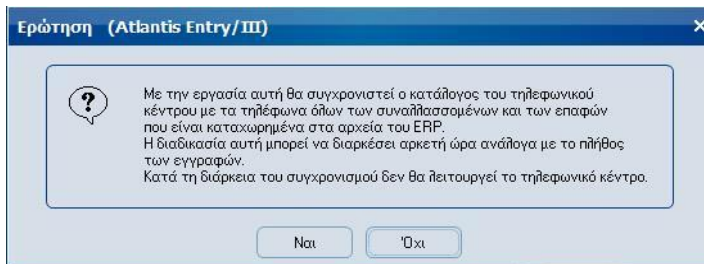 Ερώτηση (Atlantis Entry/III)
Με την εργασία αυτή θα συγχρονιστεί ο κατάλογος του τηλεφωνικού
κέντρου με τα τηλέφωνα όλων των συναλλασσομένων και των επαφών
που είναι καταχωρημένα στα αρχεία του ERP.
Η διαδικασία αυτή μπορεί να διαρκέσει αρκετή ώρα ανάλογα με το πλήθος
των εγγραφών.
Κατά τη διάρκεια του συγχρονισμού δεν θα λειτουργεί το τηλεφωνικό κέντρο.
Ναι
Όχι